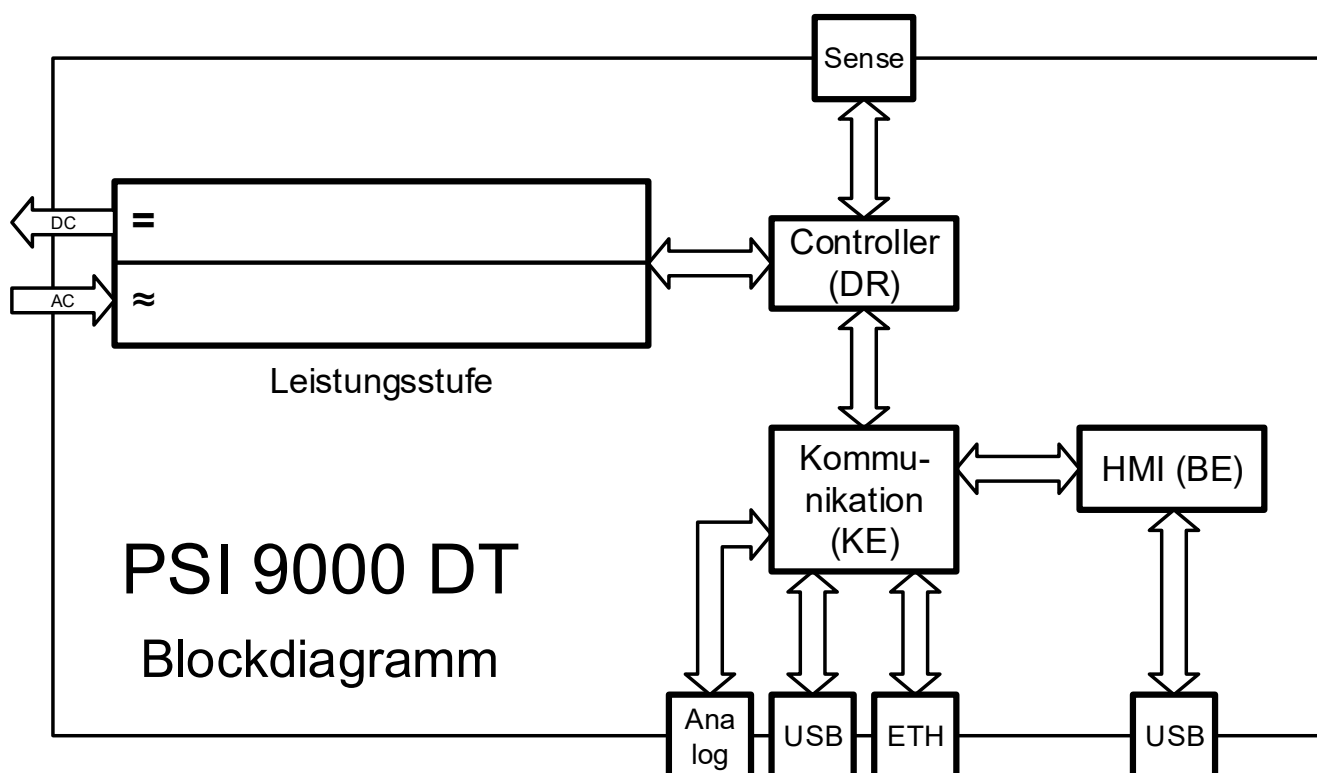 Sense
DC
=
Controller
(DR)
AC
≈
Leistungsstufe
Kommu-
nikation
(KE)
HMI (BE)
PSI 9000 DT
Blockdiagramm
Ana
log
USB
ETH
USB